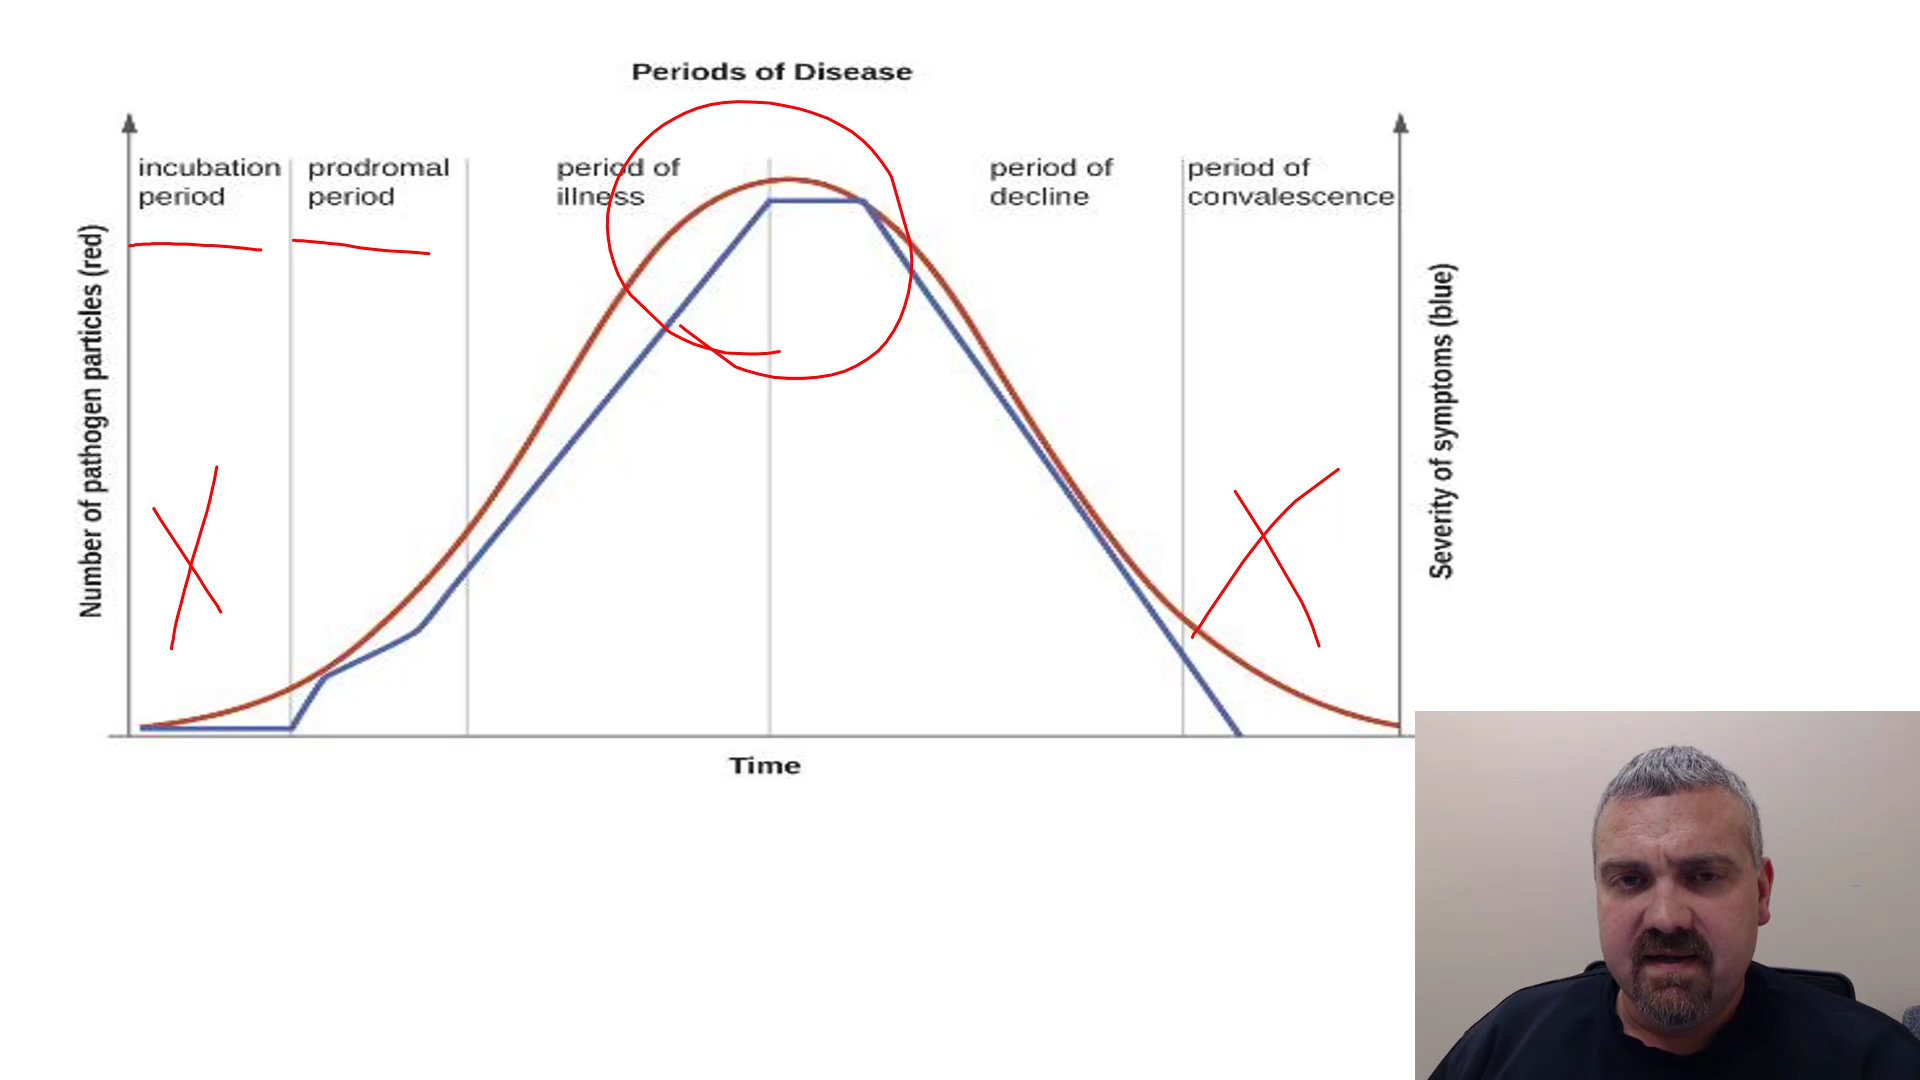 Periods of Disease
incubation
period
prodromal
period
period of
illness
period of
decline
period of
convalescence
Number of pathogen particles (red)
Severity of symptoms (blue)
Time